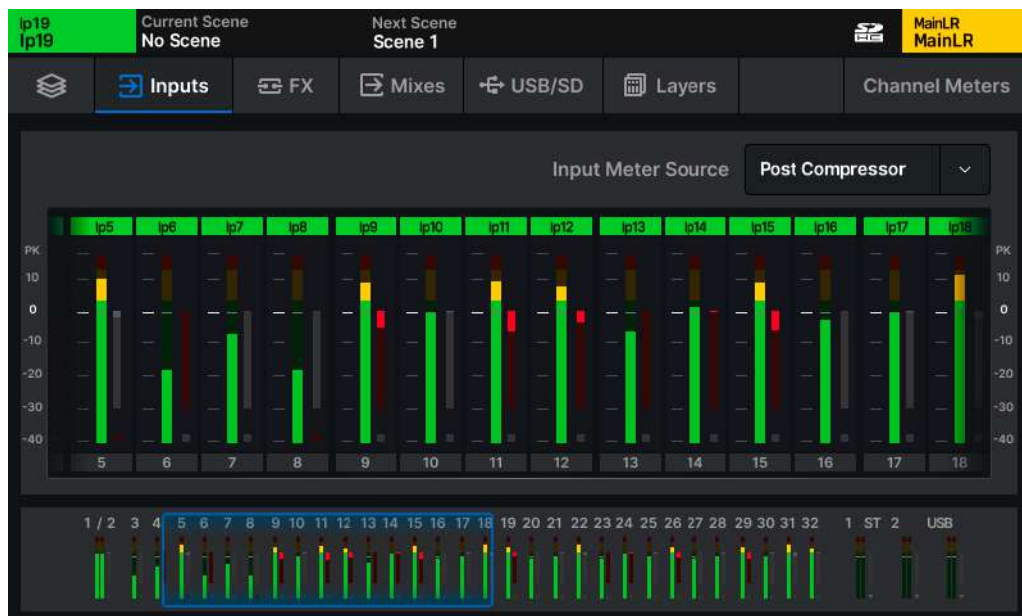 Ip19
Ip19
Current Scene
No Scene
Next Scene
Scene 1
MainLR
MainLR
Inputs
FX
Mixes
USB/SD
Layers
Channel Meters
Input Meter Source
Post Compressor
Ip5 Ip6 Ip7 Ip8 Ip9 Ip10 Ip11 Ip12 Ip13 Ip14 Ip15 Ip16 Ip17 Ip18
PK PK
10 10
0 0
-10 -10
-20 -20
-30 -30
-40 -40
5 6 7 8 9 10 11 12 13 14 15 16 17 18
1 / 2 3 4 5 6 7 8 9 10 11 12 13 14 15 16 17 18 19 20 21 22 23 24 25 26 27 28 29 30 31 32 1 ST 2 USB